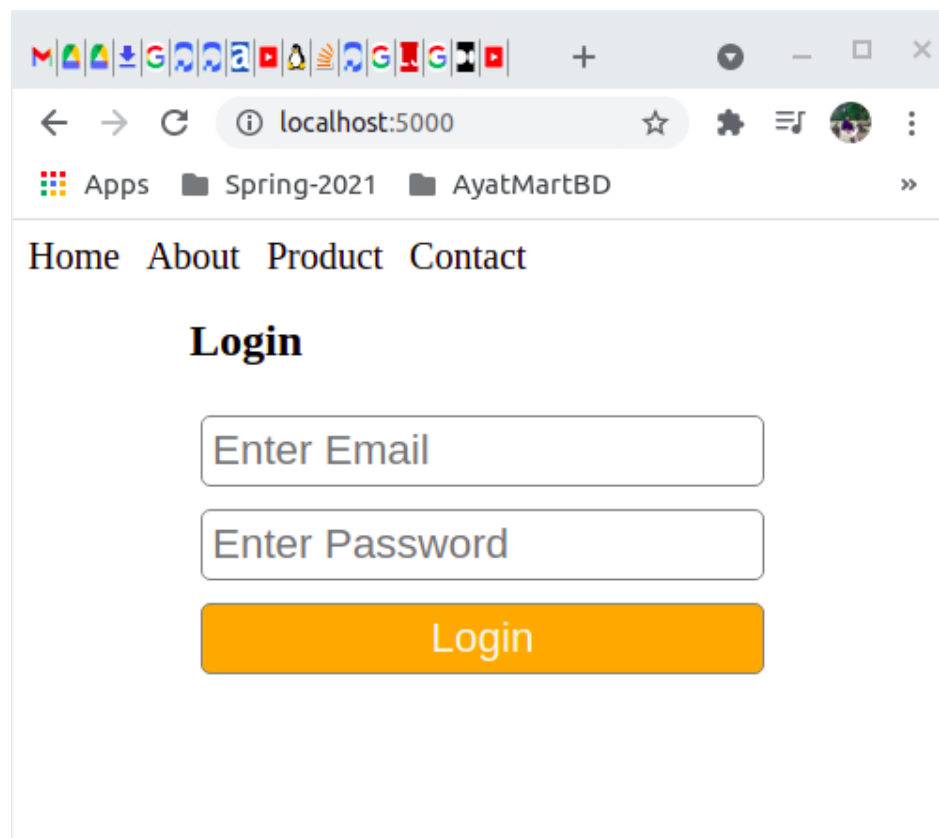 localhost:5000
Apps Spring-2021 AyatMartBD »
Home About Product Contact
Login
Enter Email
Enter Password
Login